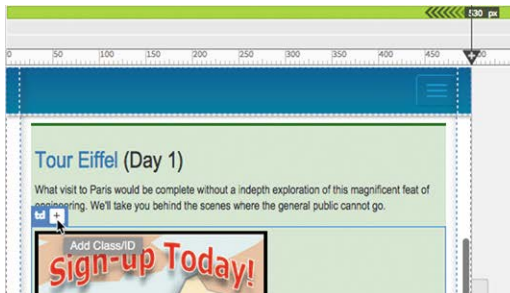 530 px
0 50 100 150 200 250 300 350 400 450 500
Tour Eiffel (Day 1)
What visit to Paris would be complete without a indepth exploration of this magnificent feat of
engineering. We'll take you behind the scenes where the general public cannot go.
+
Add Class/ID
Sign-up Today!